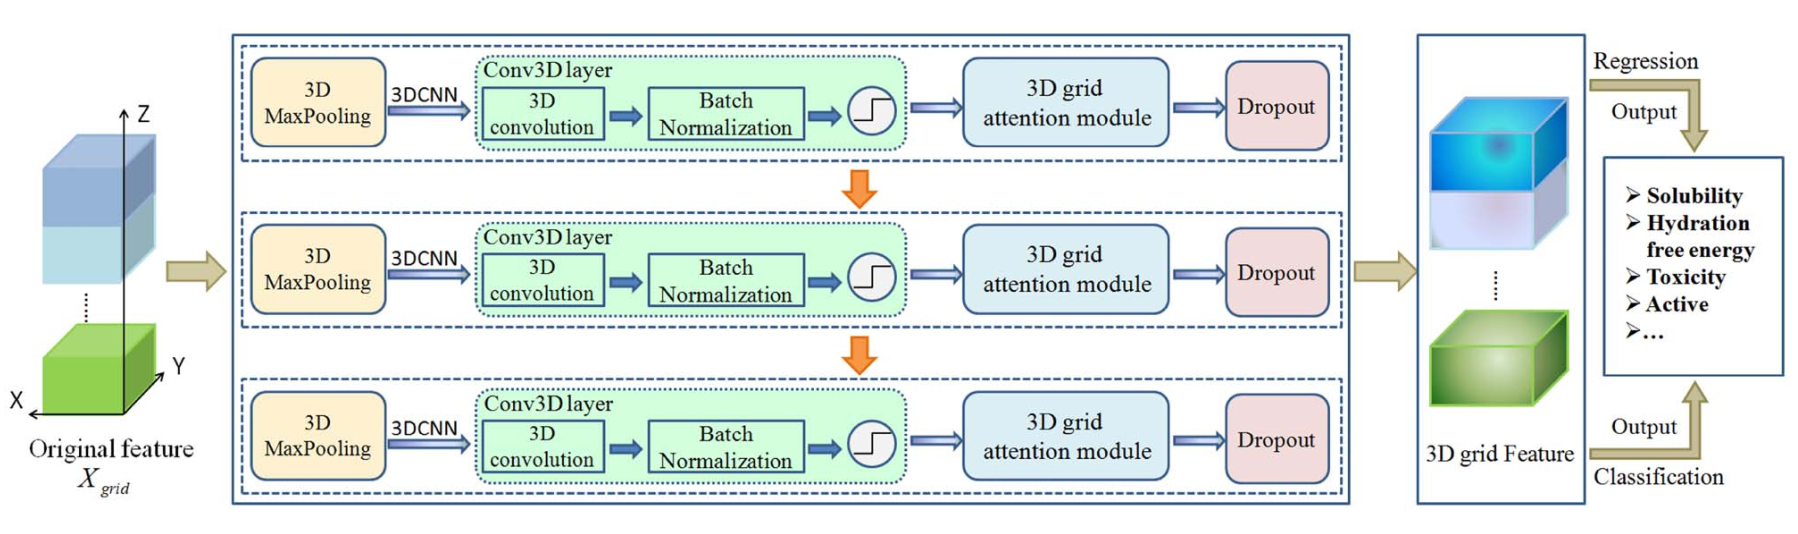 Z
Y
X
Original feature
X grid
3D
MaxPooling
3DCNN
Conv3D layer
3D
convolution
Batch
Normalization
3D grid
attention module
Dropout
3D
MaxPooling
3DCNN
Conv3D layer
3D
convolution
Batch
Normalization
3D grid
attention module
Dropout
3D
MaxPooling
3DCNN
Conv3D layer
3D
convolution
Batch
Normalization
3D grid
attention module
Dropout
3D grid Feature
Regression
Output
➢ Solubility
➢ Hydration
free energy
➢ Toxicity
➢ Active
➢ ...
Output
Classification